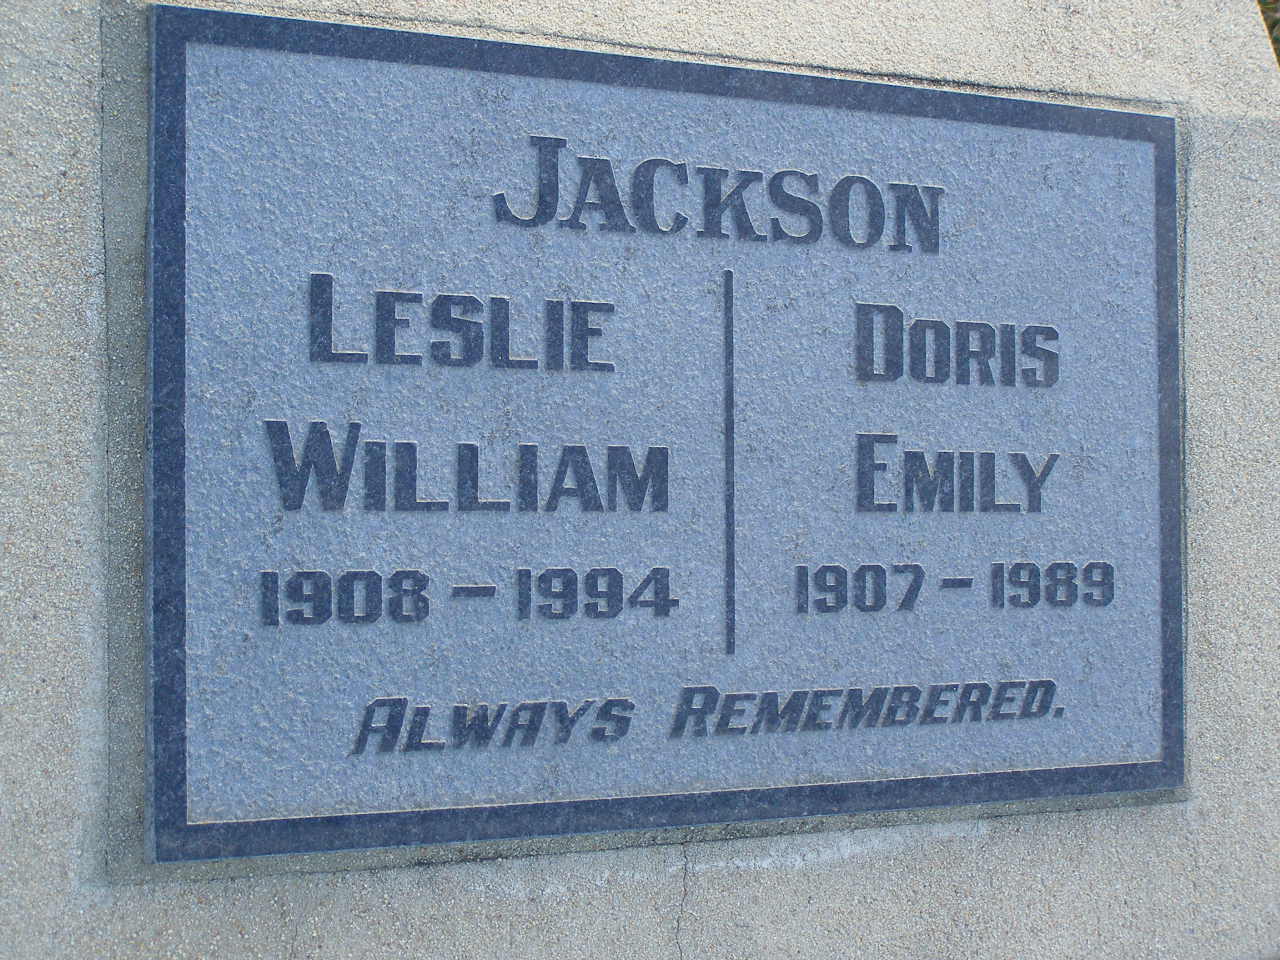 JACKSON
LESLIE
WILLIAM
1908 – 1994
DORIS
EMILY
1907 – 1989
ALWAYS REMEMBERED.